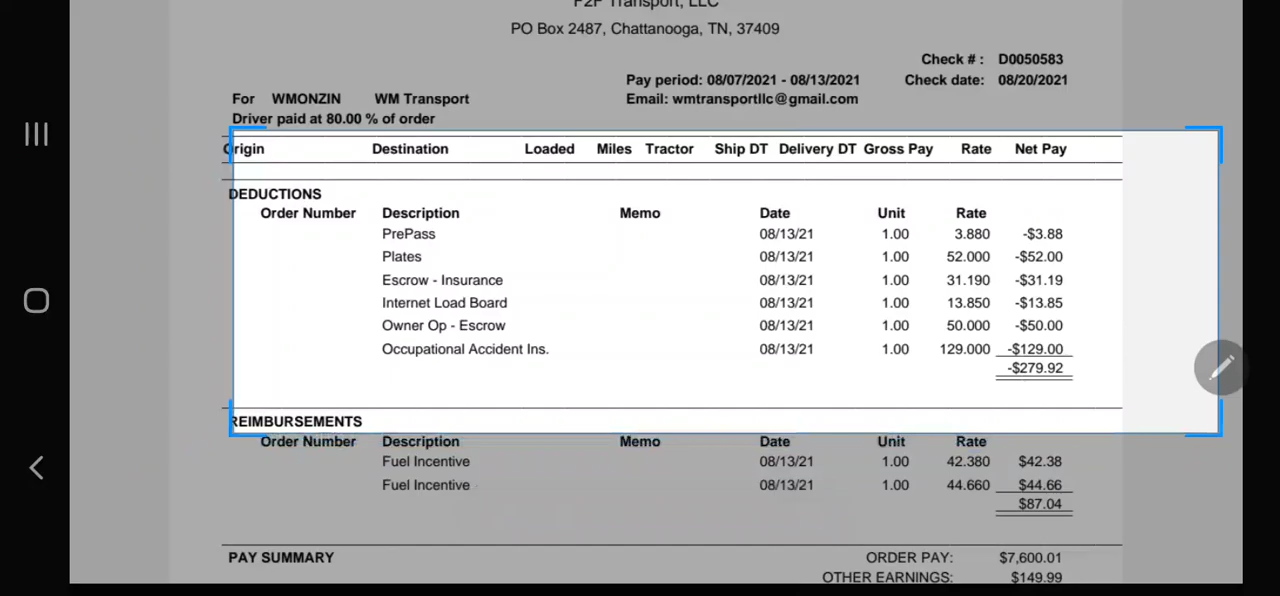 F2F Transport, LLC
PO Box 2487, Chattanooga, TN, 37409
Check # : D0050583
Pay period: 08/07/2021 - 08/13/2021 Check date: 08/20/2021
For WMONZIN WM Transport Email: wmtransportllc@gmail.com
Driver paid at 80.00 % of order
Origin Destination Loaded Miles Tractor Ship DT Delivery DT Gross Pay Rate Net Pay
DEDUCTIONS
Order Number Description Memo Date Unit Rate
PrePass 08/13/21 1.00 3.880 -$3.88
Plates 08/13/21 1.00 52.000 -$52.00
Escrow - Insurance 08/13/21 1.00 31.190 -$31.19
Internet Load Board 08/13/21 1.00 13.850 -$13.85
Owner Op - Escrow 08/13/21 1.00 50.000 -$50.00
Occupational Accident Ins. 08/13/21 1.00 129.000 -$129.00
-$279.92
REIMBURSEMENTS
Order Number Description Memo Date Unit Rate
Fuel Incentive 08/13/21 1.00 42.380 $42.38
Fuel Incentive 08/13/21 1.00 44.660 $44.66
$87.04
PAY SUMMARY ORDER PAY: $7,600.01
OTHER EARNINGS: $149.99